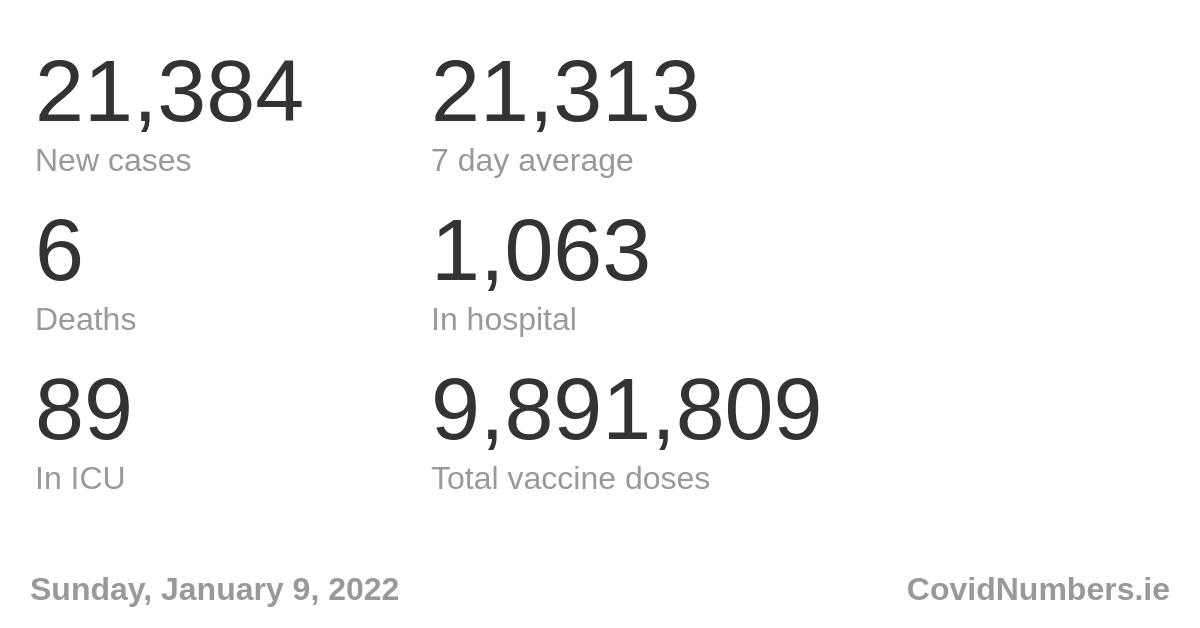 21,384
21,313
New cases
7 day average
6
1,063
Deaths
In hospital
89
9,891,809
In ICU
Total vaccine doses
Sunday, January 9, 2022
CovidNumbers.ie